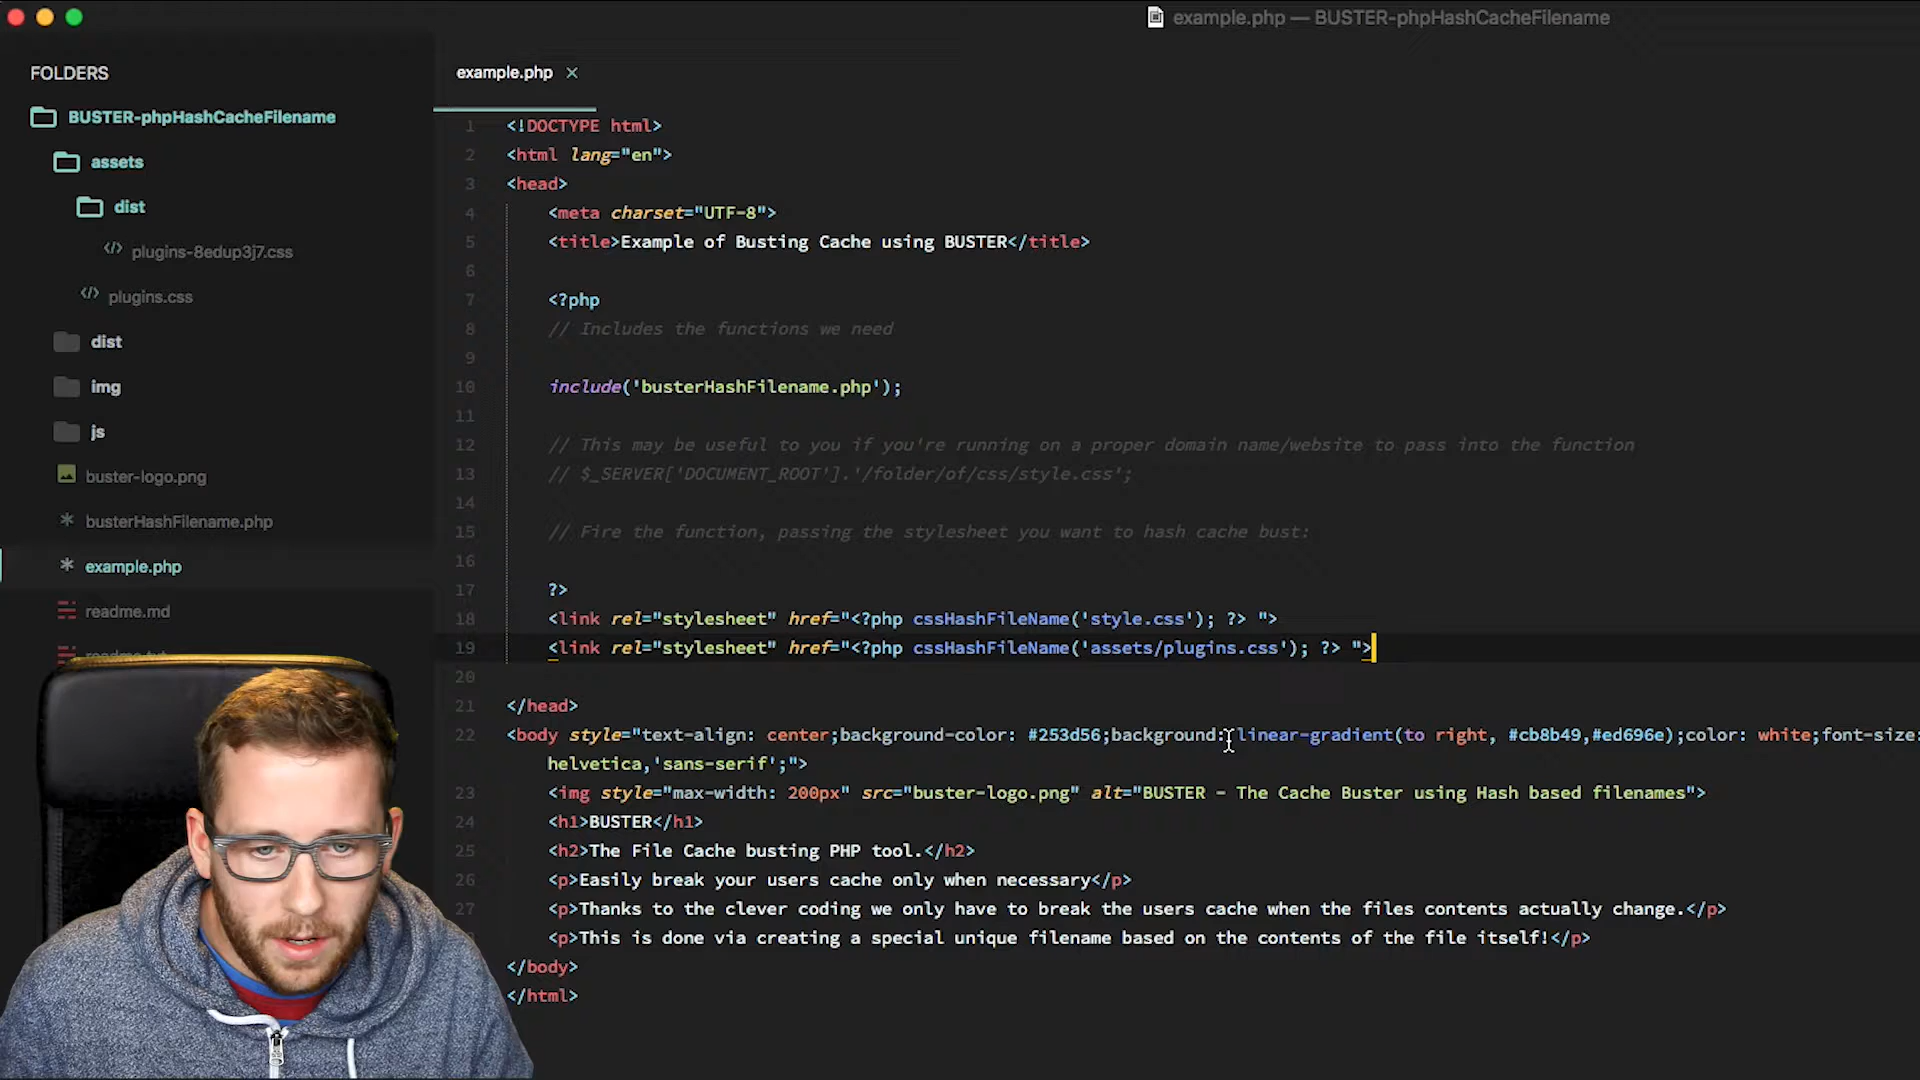 example.php — BUSTER-phpHashCacheFilename
FOLDERS
BUSTER-phpHashCacheFilename
assets
dist
plugins-8edup3j7.css
plugins.css
dist
img
js
buster-logo.png
busterHashFilename.php
example.php
readme.md
example.php ×
1 <!DOCTYPE html>
2 <html lang="en">
3 <head>
4 <meta charset="UTF-8">
5 <title>Example of Busting Cache using BUSTER</title>
6
7 <?php
8 // Includes the functions we need
9
10 include('busterHashFilename.php');
11
12 // This may be useful to you if you're running on a proper domain name/website to pass into the function
13 // $_SERVER['DOCUMENT_ROOT'].'/folder/of/css/style.css';
14
15 // Fire the function, passing the stylesheet you want to hash cache bust:
16
17 ?>
18 <link rel="stylesheet" href="<?php cssHashFileName('style.css'); ?> ">
19 <link rel="stylesheet" href="<?php cssHashFileName('assets/plugins.css'); ?> ">
20
21 </head>
22 <body style="text-align: center;background-color: #253d56;background: linear-gradient(to right, #cb8b49,#ed696e);color: white;font-size:
helvetica,'sans-serif';">
23 <img style="max-width: 200px" src="buster-logo.png" alt="BUSTER - The Cache Buster using Hash based filenames">
24 <h1>BUSTER</h1>
25 <h2>The File Cache busting PHP tool.</h2>
26 <p>Easily break your users cache only when necessary</p>
27 <p>Thanks to the clever coding we only have to break the users cache when the files contents actually change.</p>
<p>This is done via creating a special unique filename based on the contents of the file itself!</p>
</body>
</html>